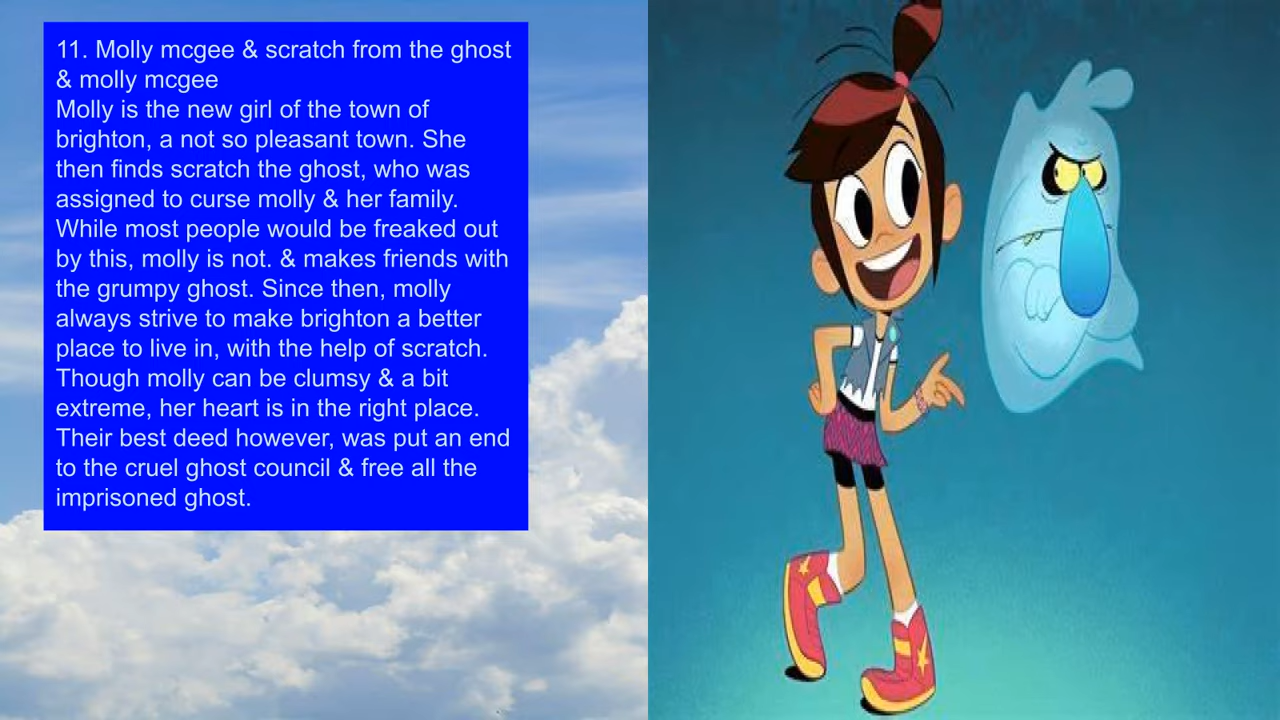 11. Molly mcgee & scratch from the ghost
& molly mcgee
Molly is the new girl of the town of
brighton, a not so pleasant town. She
then finds scratch the ghost, who was
assigned to curse molly & her family.
While most people would be freaked out
by this, molly is not. & makes friends with
the grumpy ghost. Since then, molly
always strive to make brighton a better
place to live in, with the help of scratch.
Though molly can be clumsy & a bit
extreme, her heart is in the right place.
Their best deed however, was put an end
to the cruel ghost council & free all the
imprisoned ghost.